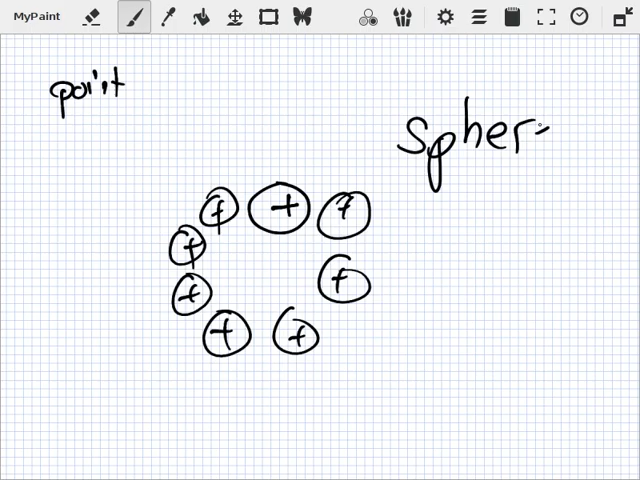 MyPaint
point
spher
+ + +
+
+ +
+ +